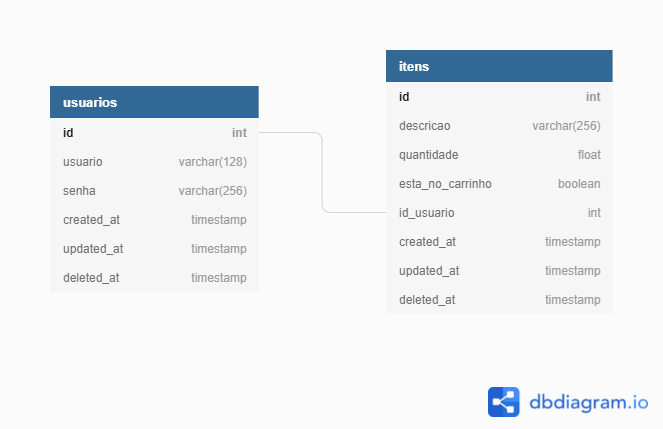 usuarios
id int
usuario varchar(128)
senha varchar(256)
created_at timestamp
updated_at timestamp
deleted_at timestamp
itens
id int
descricao varchar(256)
quantidade float
esta_no_carrinho boolean
id_usuario int
created_at timestamp
updated_at timestamp
deleted_at timestamp
dbdiagram.io